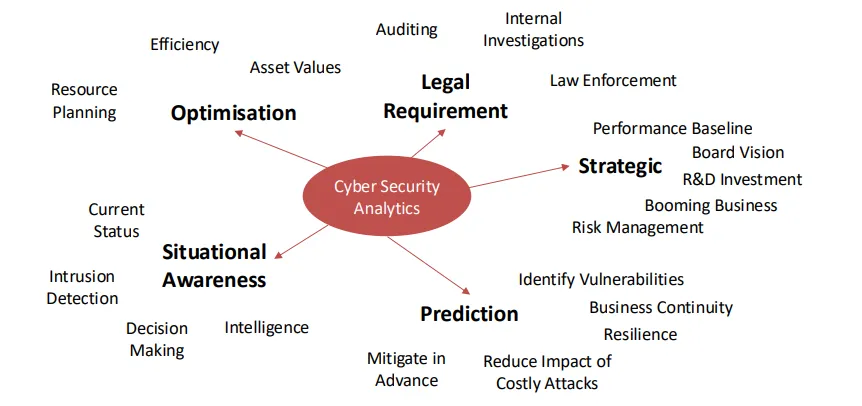 Efficiency
Asset Values
Resource
Planning
Optimisation
Auditing
Internal
Investigations
Legal
Requirement
Law Enforcement
Performance Baseline
Board Vision
Strategic
R&D Investment
Booming Business
Risk Management
Cyber Security
Analytics
Current
Status
Situational
Awareness
Intrusion
Detection
Decision
Making
Intelligence
Identify Vulnerabilities
Business Continuity
Prediction
Resilience
Mitigate in
Advance
Reduce Impact of
Costly Attacks